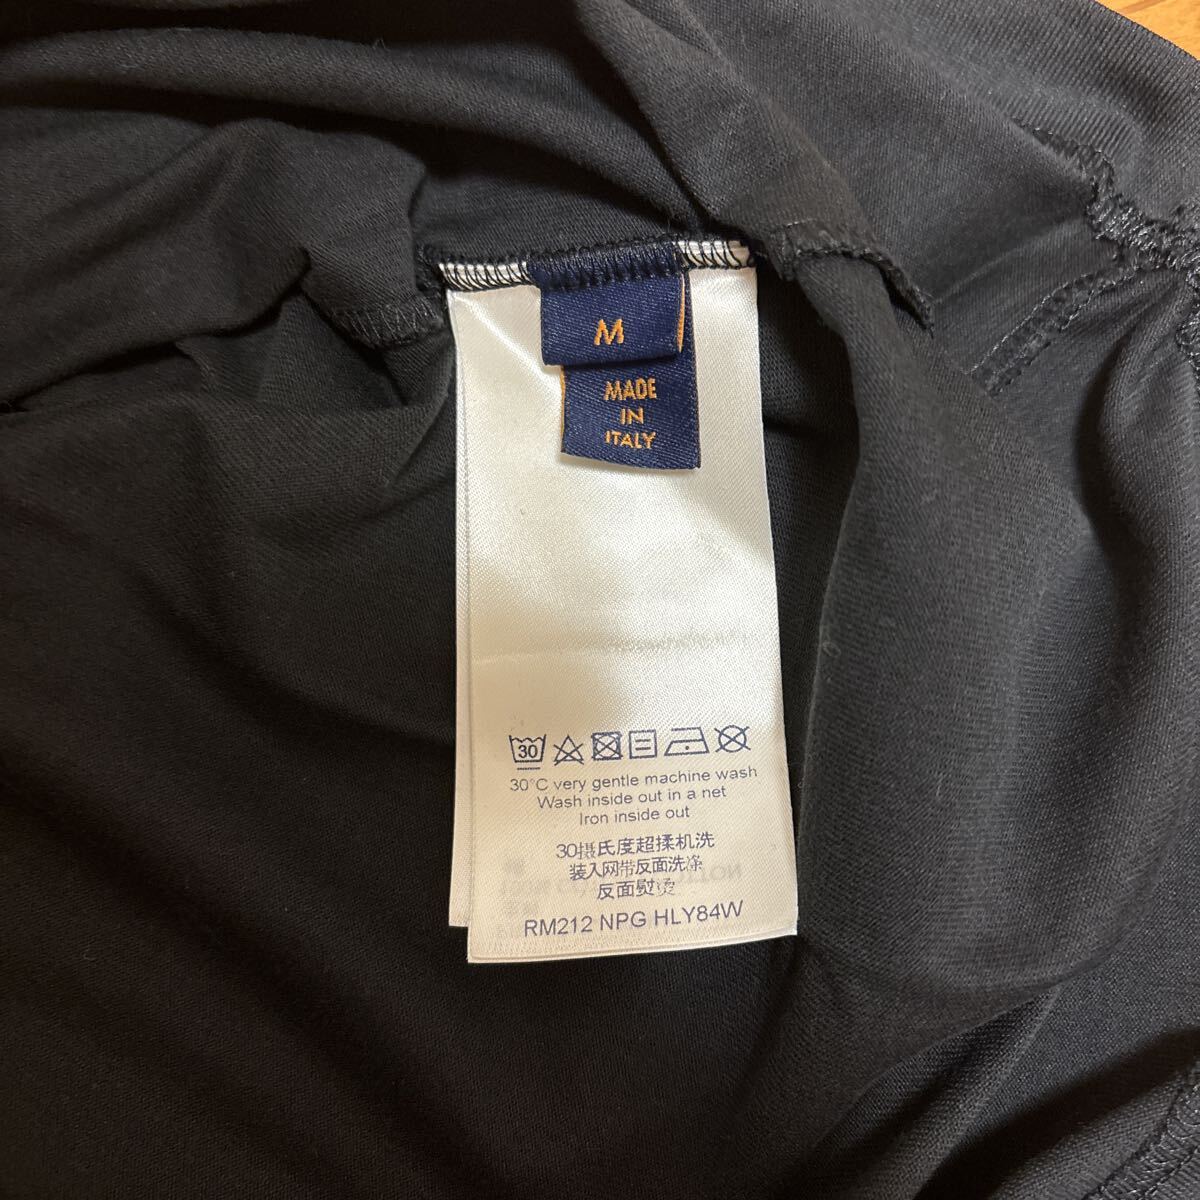 M
MADE
IN
ITALY
30
30°C very gentle machine wash
Wash inside out in a net
Iron inside out
30摄氏度超揉机洗
装入网带反面洗涤
反面熨烫
RM212 NPG HLY84W